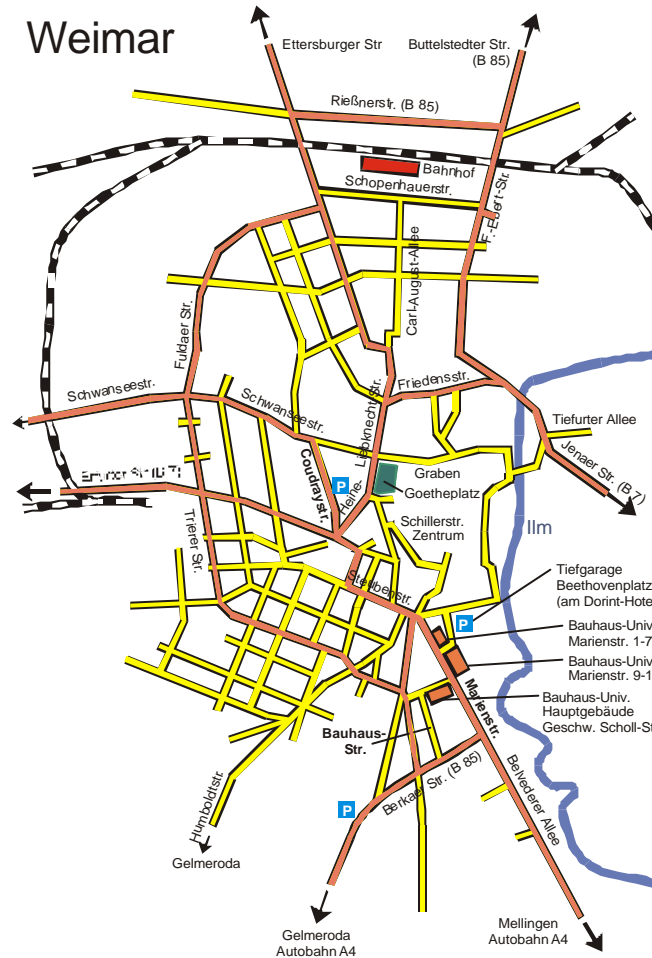 Weimar
Ettersburger Str
Buttelstedter Str.
(B 85)
Rießnerstr. (B 85)
Bahnhof
Schopenhauerstr.
F.-Ebert-Str.
Carl-August-Allee
Fuldaer Str.
Schwanseestr.
Schwanseestr.
Liebknechtstr.
Friedensstr.
Tiefurter Allee
Jenaer Str. (B 7)
Coudraystr.
P
Heine-
Graben
Goetheplatz
Schillerstr.
Zentrum
Ilm
Trierer Str.
Steubenstr.
Tiefgarage
Beethovenplatz
(am Dorint-Hote
P
Bauhaus-Univ
Marienstr. 1-7
Bauhaus-Univ
Marienstr. 9-1
Bauhaus-Univ.
Hauptgebäude
Geschw. Scholl-St
Marienstr.
Bauhaus-
Str.
Berkaer Str. (B 85)
Belvederer Allee
P
Humboldtstr.
Gelmeroda
Gelmeroda
Autobahn A4
Mellingen
Autobahn A4